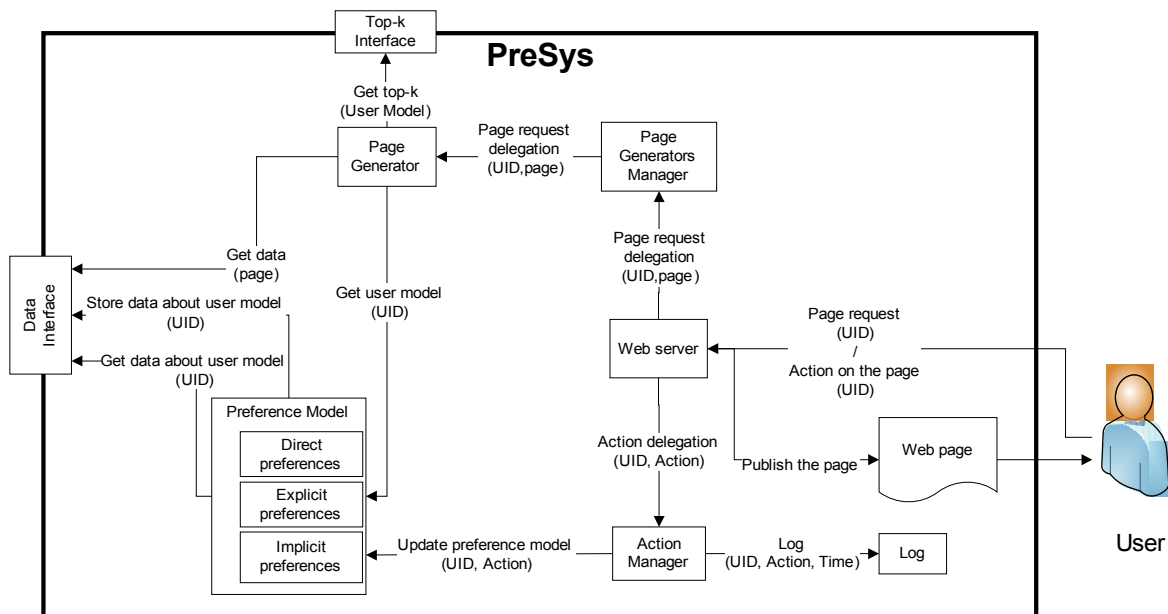 Top-k
Interface
PreSys
Get top-k
(User Model)
Page
Generator
Page request
delegation
(UID,page)
Page
Generators
Manager
Page request
delegation
(UID,page)
Get data
(page)
Data
Interface
Store data about user model
(UID)
Get user model
(UID)
Get data about user model
(UID)
Web server
Page request
(UID)
/
Action on the page
(UID)
Preference Model
Direct
preferences
Explicit
preferences
Implicit
preferences
Action delegation
(UID, Action)
Publish the page
Web page
User
Update preference model
(UID, Action)
Action
Manager
Log
(UID, Action, Time)
Log